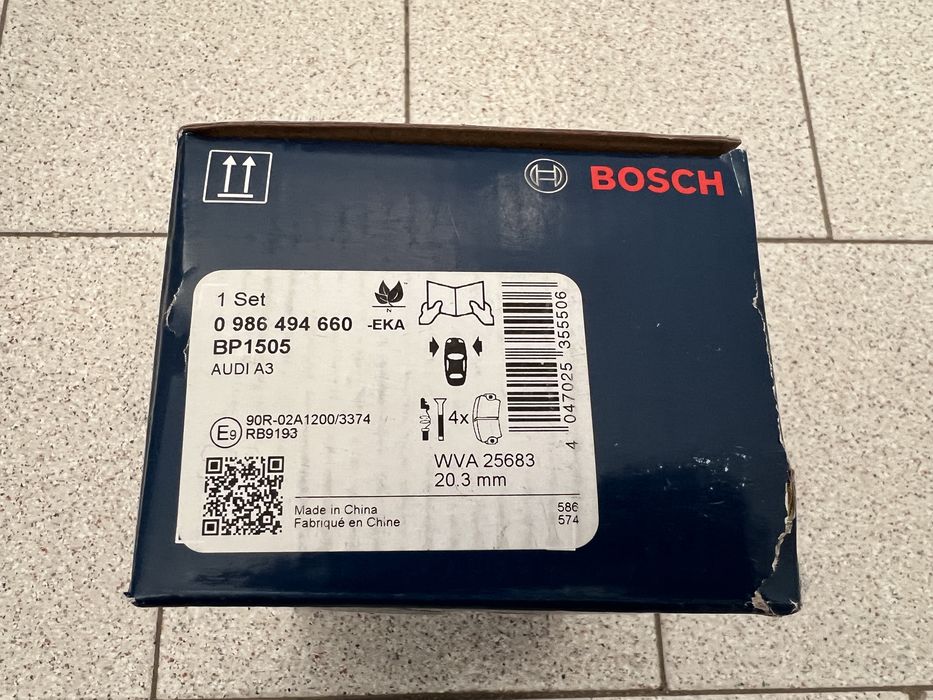 BOSCH
1 Set
0 986 494 660 -EKA
BP1505
AUDI A3
N
E9
90R-02A1200/3374
RB9193
4x
4 047025 355506
WVA 25683
20.3 mm
Made in China
Fabriqué en Chine
586
574